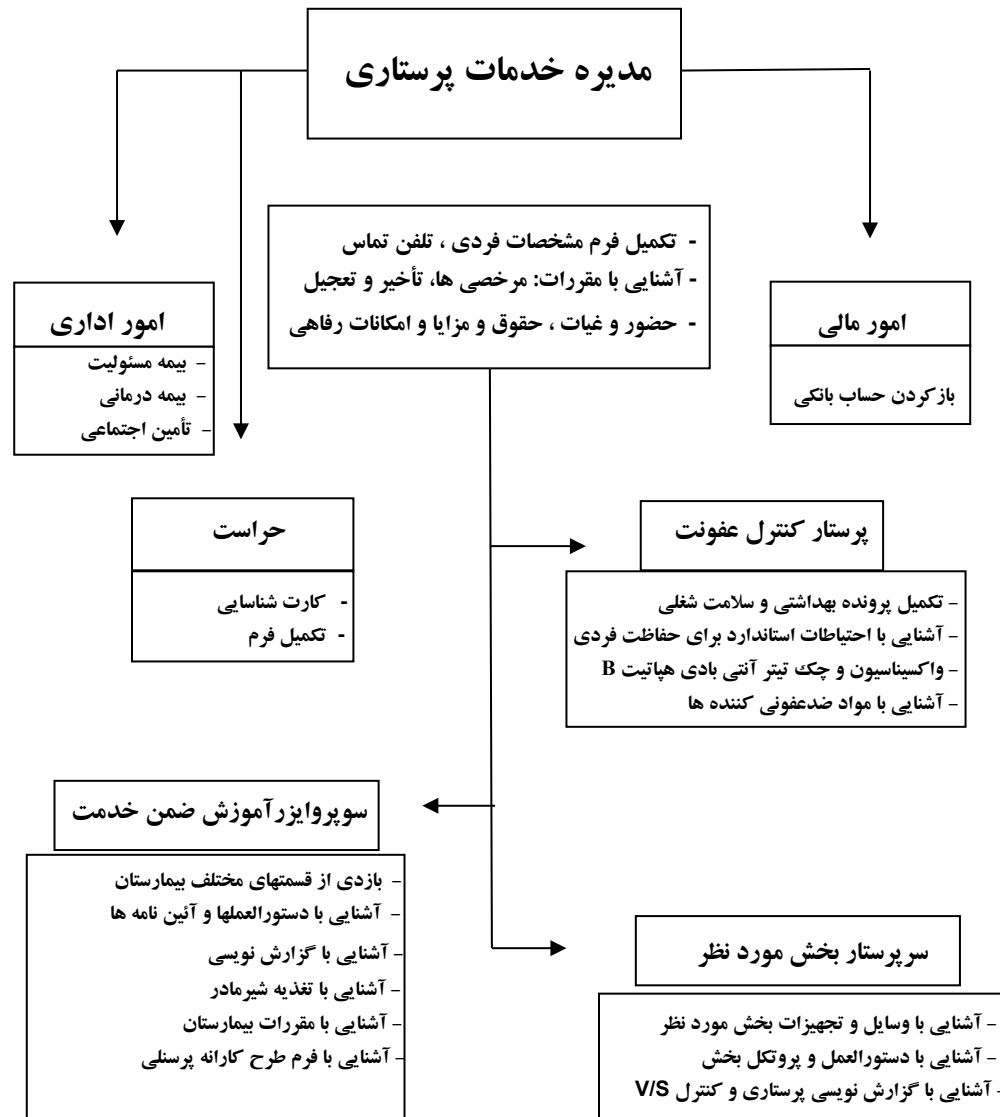 مدیره خدمات پرستاری
- تکمیل فرم مشخصات فردی ، تلفن تماس
- آشنایی با مقررات: مرخصی ها، تأخیر و تعجیل
- حضور و غیات ، حقوق و مزایا و امکانات رفاهی
امور مالی
بازکردن حساب بانکی
امور اداری
- بیمه مسئولیت
- بیمه درمانی
- تأمین اجتماعی
حراست
- کارت شناسایی
- تکمیل فرم
پرستار کنترل عفونت
- تکمیل پرونده بهداشتی و سلامت شغلی
- آشنایی با احتیاطات استاندارد برای حفاظت فردی
- واکسیناسیون و چک تیتر آنتی بادی هپاتیت B
- آشنایی با مواد ضدعفونی کننده ها
سوپروایزرآموزش ضمن خدمت
- بازدی از قسمتهای مختلف بیمارستان
- آشنایی با دستورالعملها و آئین نامه ها
- آشنایی با گزارش نویسی
- آشنایی با تغذیه شیرمادر
- آشنایی با مقررات بیمارستان
- آشنایی با فرم طرح کارانه پرسنلی
سرپرستار بخش مورد نظر
- آشنایی با وسایل و تجهیزات بخش مورد نظر
- آشنایی با دستورالعمل و پروتکل بخش
- آشنایی با گزارش نویسی پرستاری و کنترل V/S